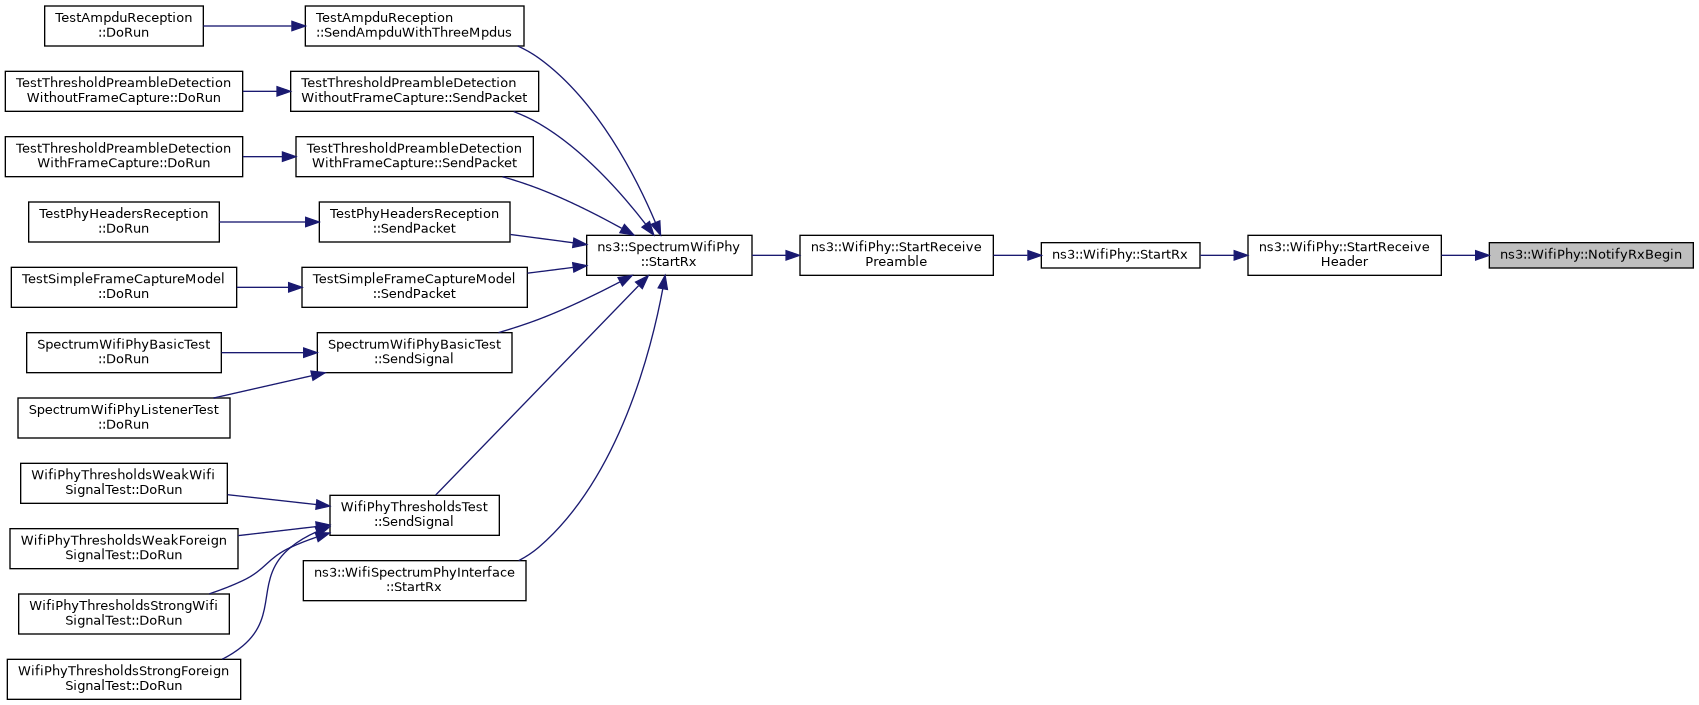 TestAmpduReception
::DoRun
TestAmpduReception
::SendAmpduWithThreeMpdus
TestThresholdPreambleDetection
WithoutFrameCapture::DoRun
TestThresholdPreambleDetection
WithoutFrameCapture::SendPacket
TestThresholdPreambleDetection
WithFrameCapture::DoRun
TestThresholdPreambleDetection
WithFrameCapture::SendPacket
TestPhyHeadersReception
::DoRun
TestPhyHeadersReception
::SendPacket
ns3::SpectrumWifiPhy
::StartRx
ns3::WifiPhy::StartReceive
Preamble
ns3::WifiPhy::StartRx
ns3::WifiPhy::StartReceive
Header
ns3::WifiPhy::NotifyRxBegin
TestSimpleFrameCaptureModel
::DoRun
TestSimpleFrameCaptureModel
::SendPacket
SpectrumWifiPhyBasicTest
::DoRun
SpectrumWifiPhyBasicTest
::SendSignal
SpectrumWifiPhyListenerTest
::DoRun
WifiPhyThresholdsWeakWifi
SignalTest::DoRun
WifiPhyThresholdsTest
::SendSignal
WifiPhyThresholdsWeakForeign
SignalTest::DoRun
ns3::WifiSpectrumPhyInterface
::StartRx
WifiPhyThresholdsStrongWifi
SignalTest::DoRun
WifiPhyThresholdsStrongForeign
SignalTest::DoRun